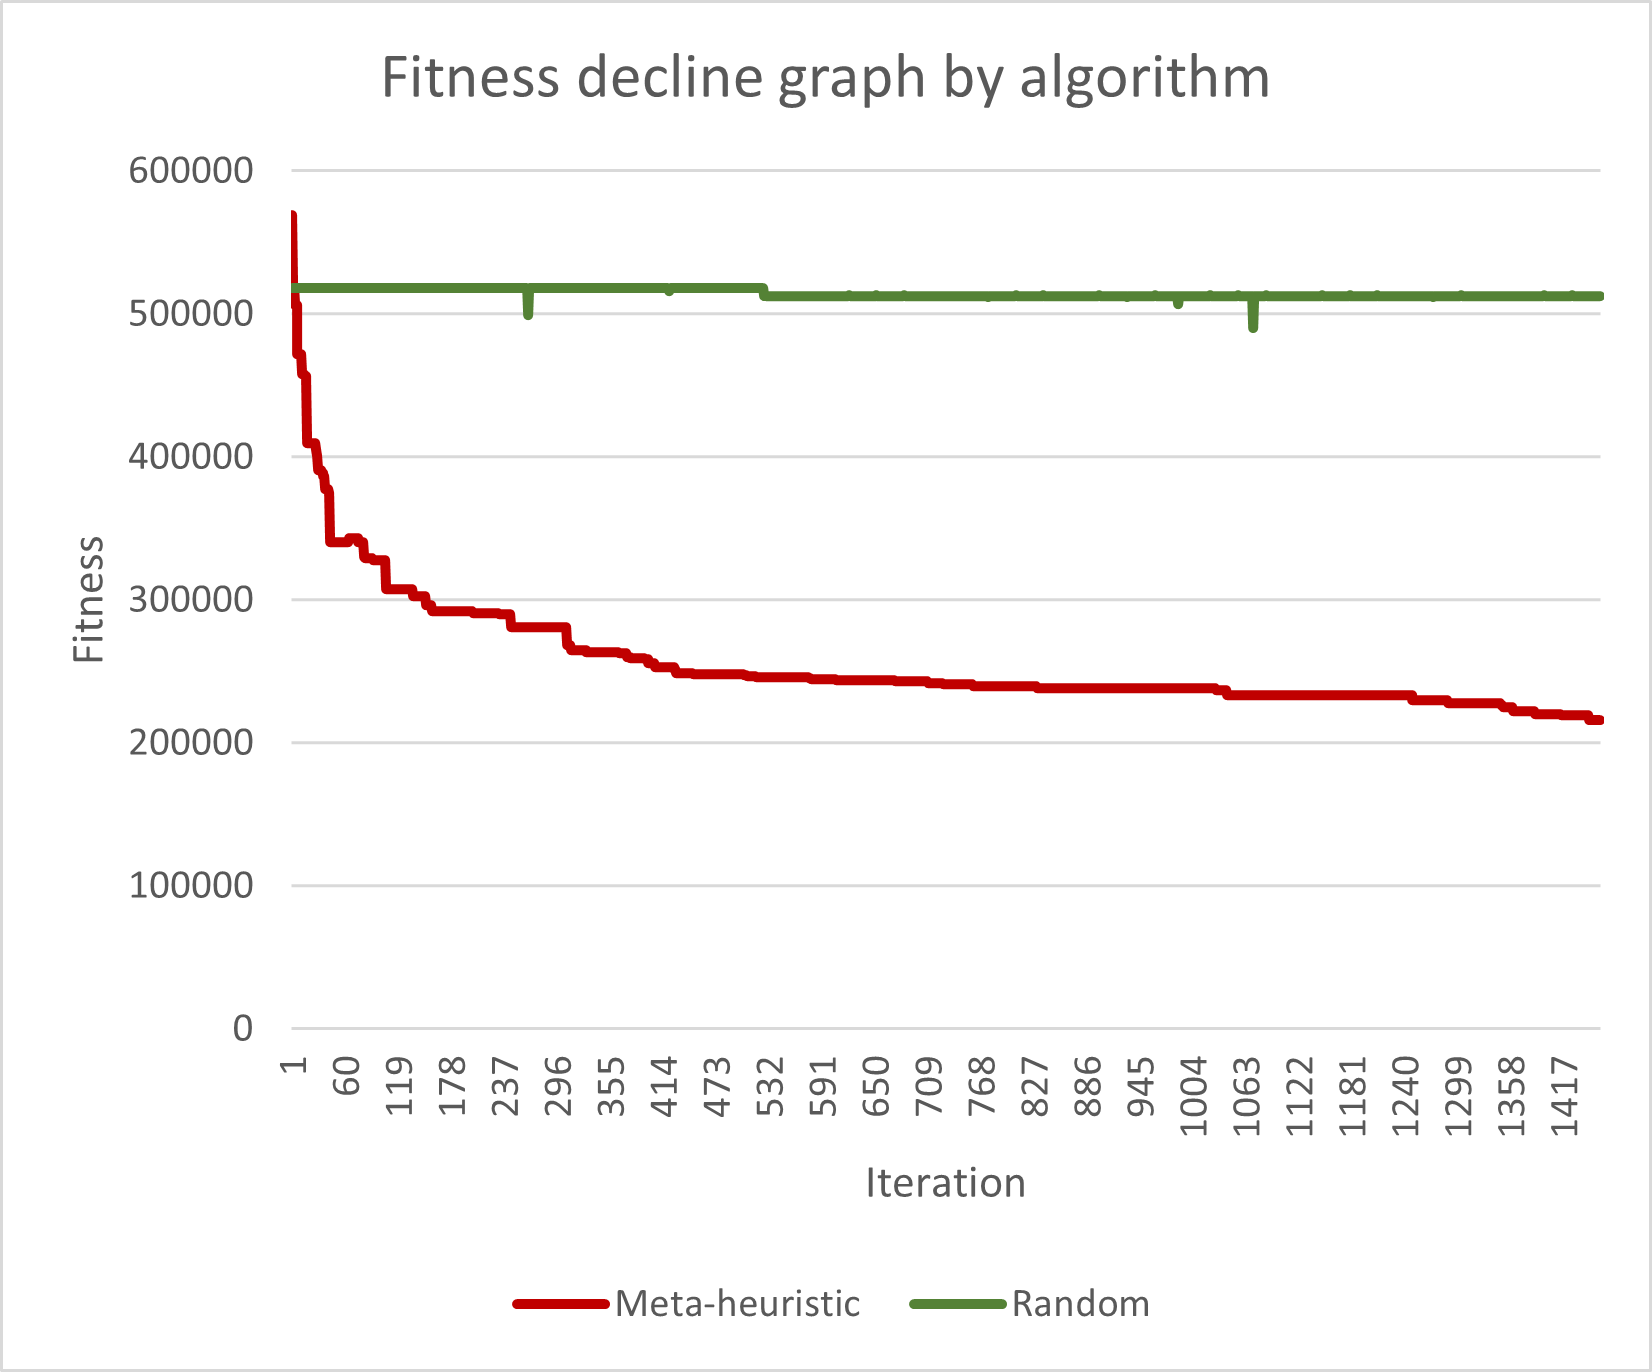 Fitness decline graph by algorithm
600000
500000
400000
300000
200000
100000
0
Fitness
1 60 119 178 237 296 355 414 473 532 591 650 709 768 827 886 945 1004 1063 1122 1181 1240 1299 1358 1417
Iteration
Meta-heuristic Random